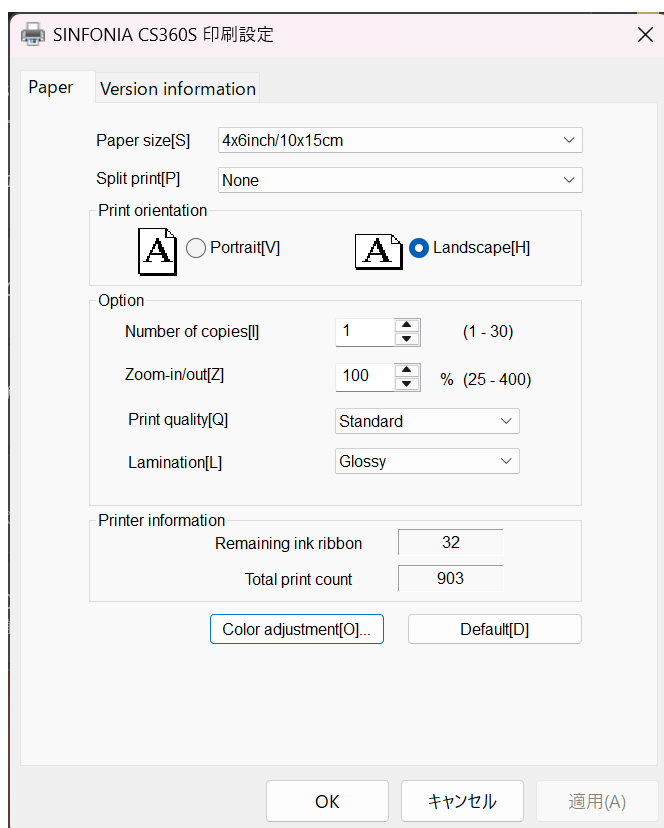 SINFONIA CS360S 印刷設定
Paper Version information
Paper size[S] 4x6inch/10x15cm
Split print[P] None
Print orientation
A Portrait[V] A Landscape[H]
Option
Number of copies[I] 1 (1 - 30)
Zoom-in/out[Z] 100 % (25 - 400)
Print quality[Q] Standard
Lamination[L] Glossy
Printer information
Remaining ink ribbon 32
Total print count 903
Color adjustment[O]... Default[D]
OK キャンセル 適用(A)